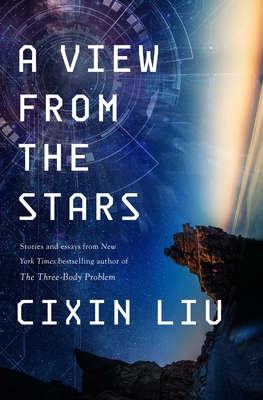 A VIEW
FROM
THE
STARS
Stories and essays from New
York Times bestselling author of
The Three-Body Problem
CIXIN LIU